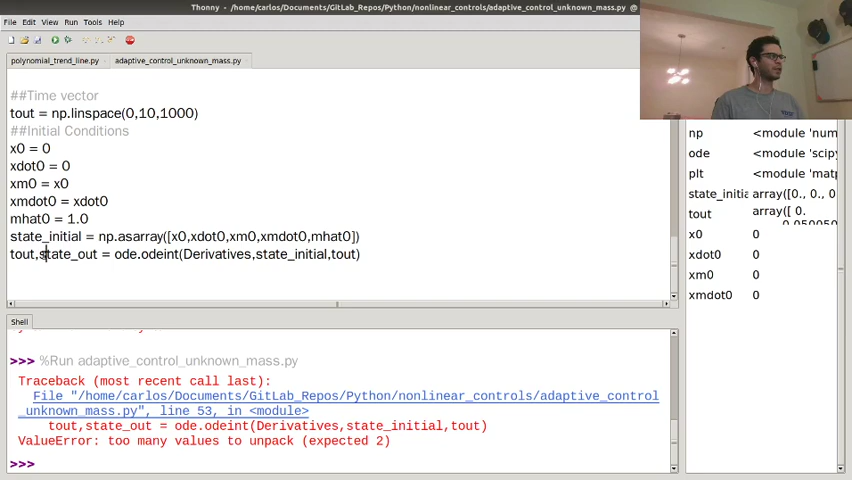 Thonny - /home/carlos/Documents/GitLab_Repos/Python/nonlinear_controls/adaptive_control_unknown_mass.py @
File Edit View Run Tools Help
polynomial_trend_line.py adaptive_control_unknown_mass.py
##Time vector
tout = np.linspace(0,10,1000)
##Initial Conditions
x0 = 0
xdot0 = 0
xm0 = x0
xmdot0 = xdot0
mhat0 = 1.0
state_initial = np.asarray([x0,xdot0,xm0,xmdot0,mhat0])
tout,state_out = ode.odeint(Derivatives,state_initial,tout)
Shell
>>> %Run adaptive_control_unknown_mass.py
Traceback (most recent call last):
File "/home/carlos/Documents/GitLab_Repos/Python/nonlinear_controls/adaptive_control
_unknown_mass.py", line 53, in <module>
tout,state_out = ode.odeint(Derivatives,state_initial,tout)
ValueError: too many values to unpack (expected 2)
>>>
np <module 'num
ode <module 'scip
plt <module 'matp
state_initia array([0., 0., 0
tout array([ 0.
x0 0
xdot0 0
xm0 0
xmdot0 0